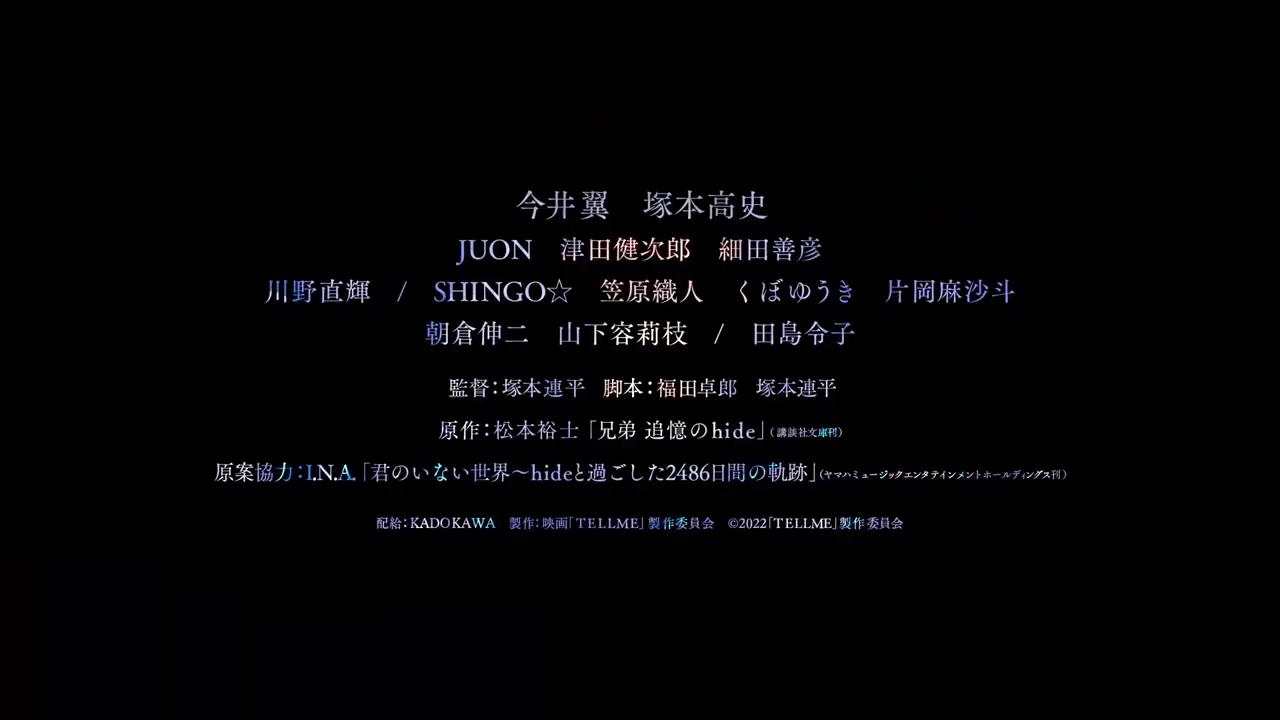 今井翼　塚本高史
JUON　津田健次郎　細田善彦
川野直輝　/　SHINGO☆　笠原織人　くぼゆうき　片岡麻沙斗
朝倉伸二　山下容莉枝　/　田島令子
監督：塚本連平　脚本：福田卓郎　塚本連平
原作：松本裕士「兄弟 追憶のhide」（講談社文庫刊）
原案協力：I.N.A.「君のいない世界～hideと過ごした2486日間の軌跡」（ヤマハミュージックエンタテインメントホールディングス刊）
配給：KADOKAWA　製作：映画「TELLME」製作委員会　©2022「TELLME」製作委員会